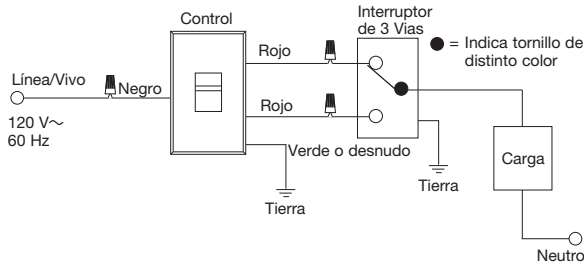 Control
Interruptor
de 3 Vias
= Indica tornillo de
distinto color
Rojo
Línea/Vivo
Negro
120 V~
60 Hz
Rojo
Verde o desnudo
Tierra
Tierra
Carga
Neutro